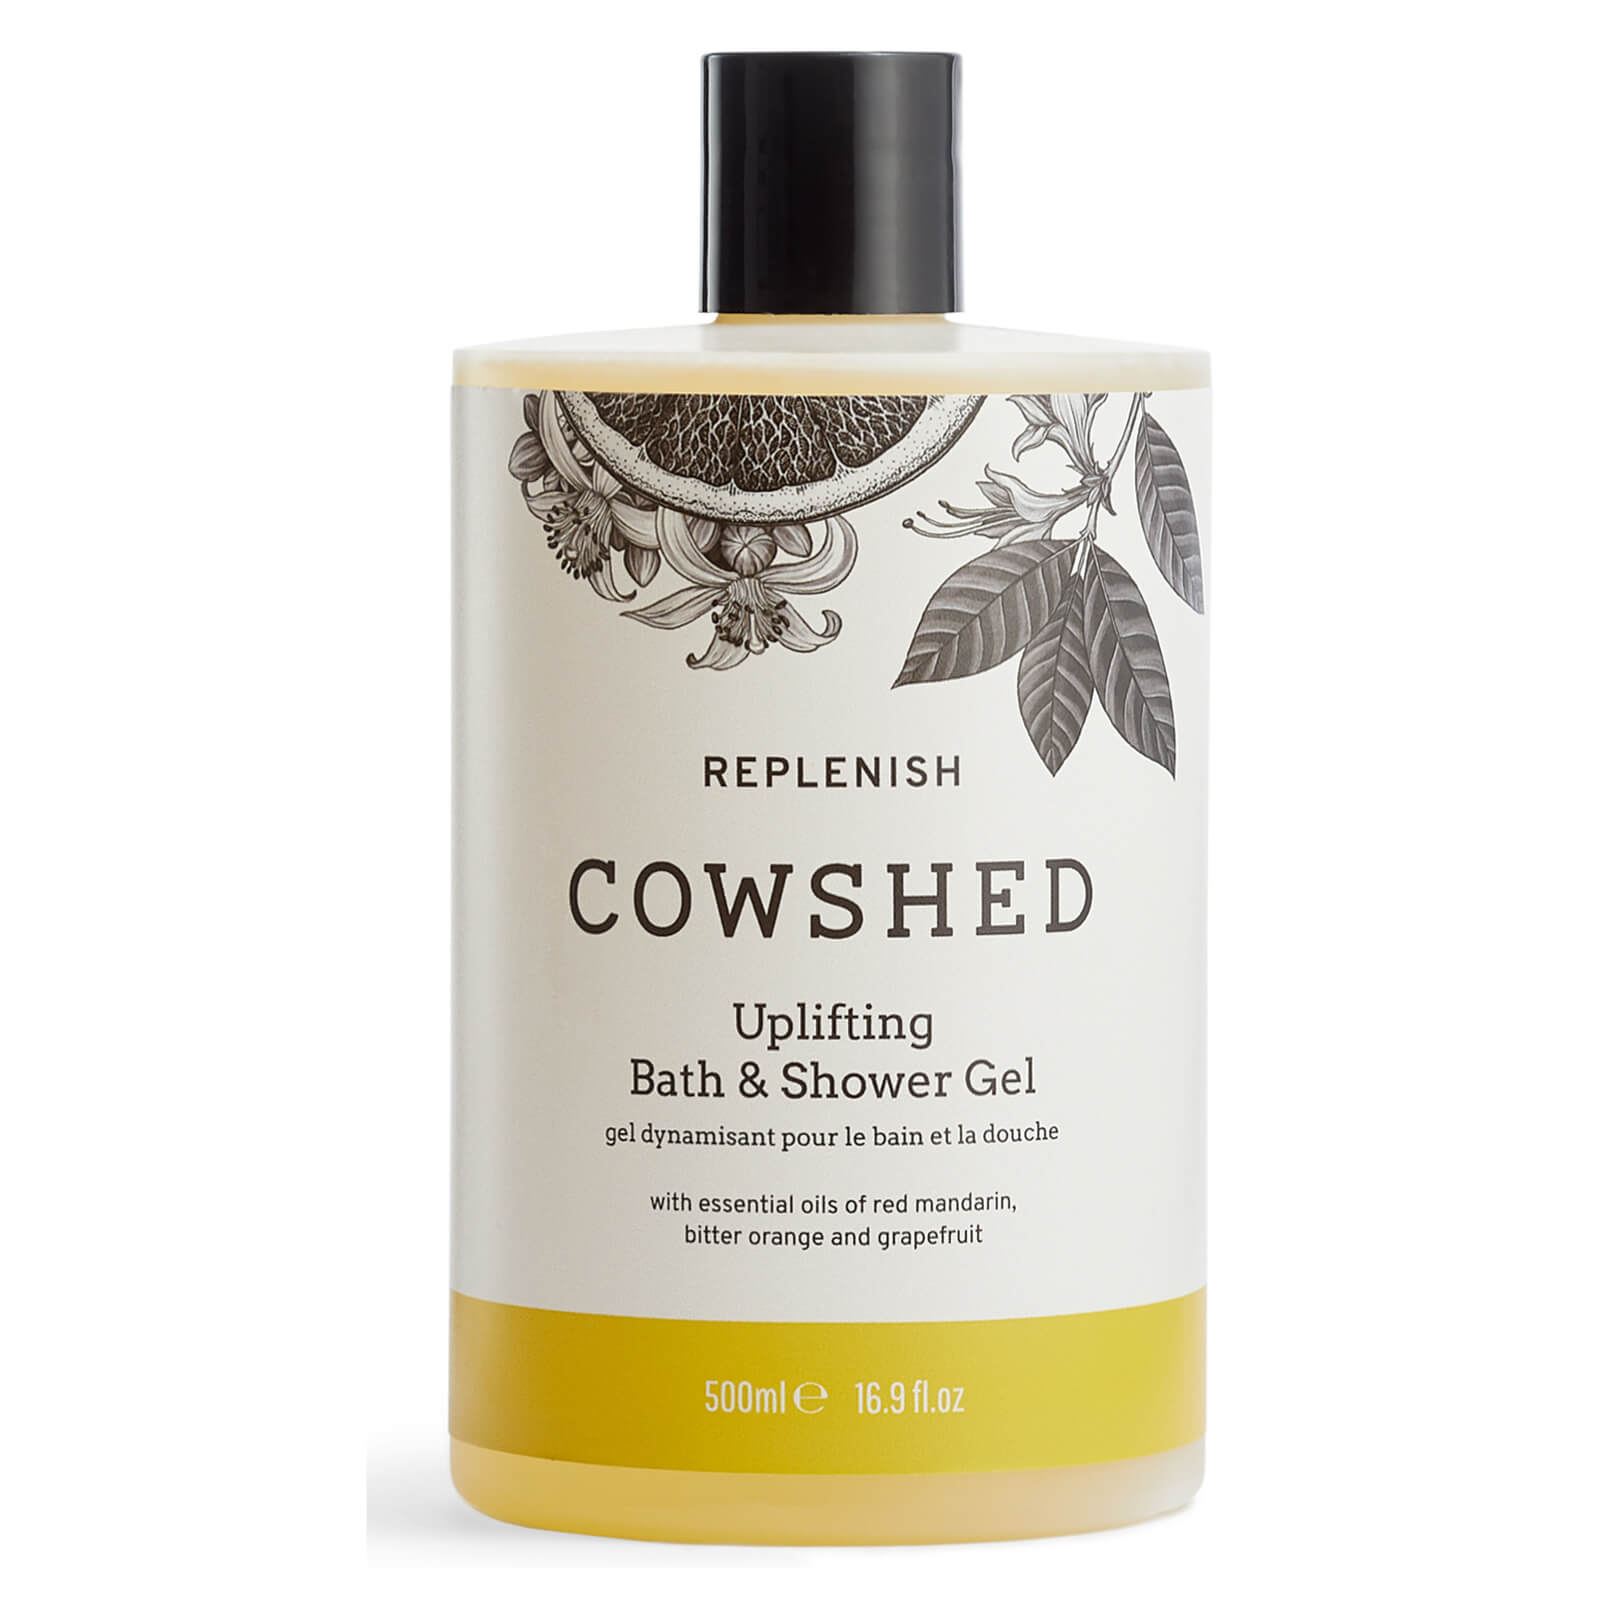 REPLENISH
COWSHED
Uplifting
Bath & Shower Gel
gel dynamisant pour le bain et la douche
with essential oils of red mandarin,
bitter orange and grapefruit
500ml ℮ 16.9 fl.oz